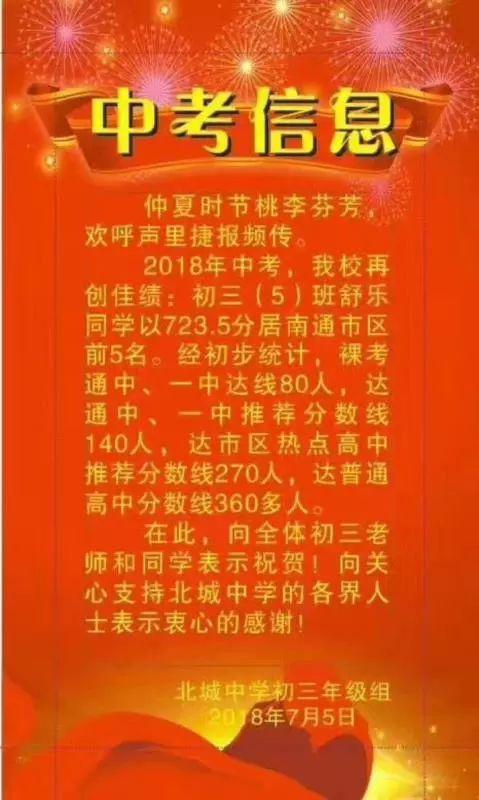 中考信息
仲夏时节桃李芬芳，
欢呼声里捷报频传。
2018年中考，我校再
创佳绩：初三（5）班舒乐
同学以723.5分居南通市区
前5名。经初步统计，裸考
通中、一中达线80人，达
通中、一中推荐分数线
140人，达市区热点高中
推荐分数线270人，达普通
高中分数线360多人。
在此，向全体初三老
师和同学表示祝贺！向关
心支持北城中学的各界人
士表示衷心的感谢！
北城中学初三年级组
2018年7月5日